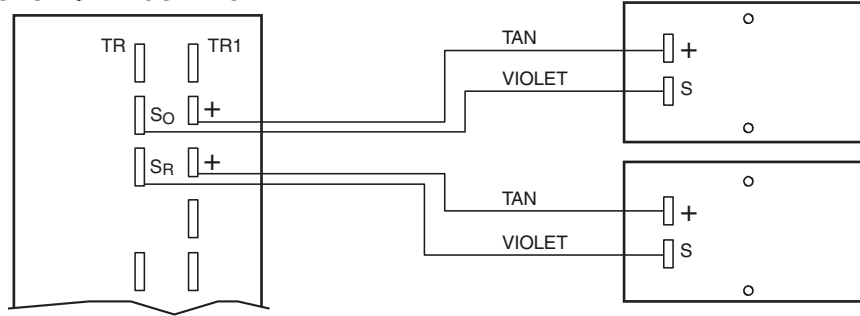 TR TR1 TAN +
VIOLET S
SO +
SR +
TAN +
VIOLET S